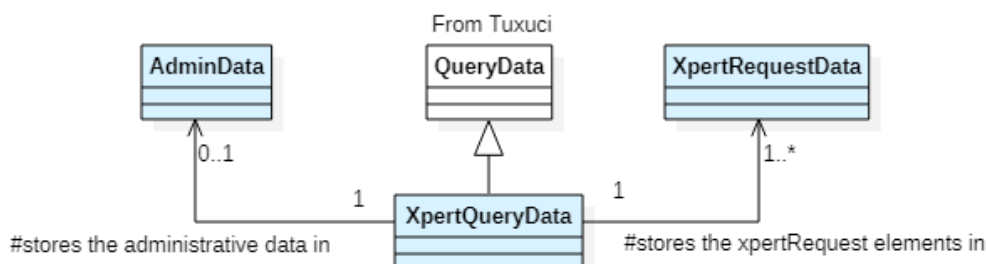 From Tuxuci
AdminData
QueryData
XpertRequestData
0..1
1..*
1
1
XpertQueryData
#stores the administrative data in
#stores the xpertRequest elements in